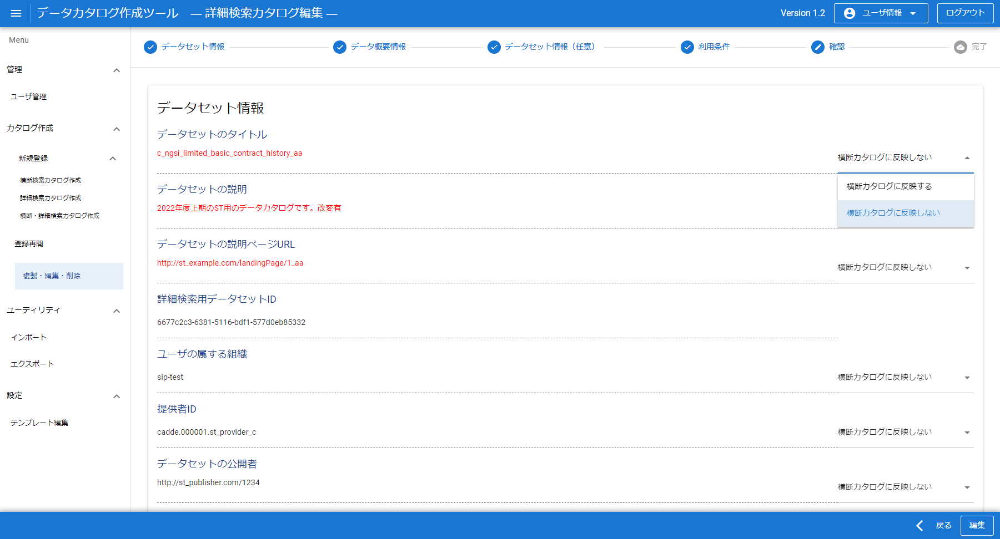 データカタログ作成ツール ― 詳細検索カタログ編集 ―
Version 1.2
ユーザ情報
ログアウト
Menu
管理
ユーザ管理
カタログ作成
新規登録
横断検索カタログ作成
詳細検索カタログ作成
横断・詳細検索カタログ作成
登録再開
複製・編集・削除
ユーティリティ
インポート
エクスポート
設定
テンプレート編集
データセット情報
データ概要情報
データセット情報（任意）
利用条件
確認
完了
データセット情報
データセットのタイトル
c_ngsi_limited_basic_contract_history_aa
横断カタログに反映しない
横断カタログに反映する
横断カタログに反映しない
データセットの説明
2022年度上期のST用のデータカタログです。改変有
データセットの説明ページURL
http://st_example.com/landingPage/1_aa
横断カタログに反映しない
詳細検索用データセットID
6677c2c3-6381-5116-bdf1-577d0eb85332
ユーザの属する組織
sip-test
横断カタログに反映しない
提供者ID
cadde.000001.st_provider_c
横断カタログに反映しない
データセットの公開者
http://st_publisher.com/1234
横断カタログに反映しない
戻る
編集